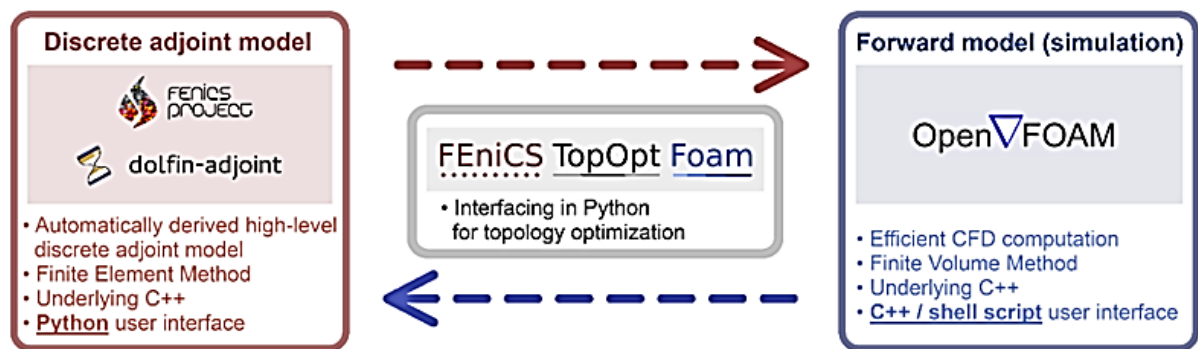 Discrete adjoint model
FENICS
PROJECT
dolfin-adjoint
• Automatically derived high-level
discrete adjoint model
• Finite Element Method
• Underlying C++
• Python user interface
FEniCS TopOpt Foam
• Interfacing in Python
for topology optimization
Forward model (simulation)
Open∇FOAM
• Efficient CFD computation
• Finite Volume Method
• Underlying C++
• C++ / shell script user interface